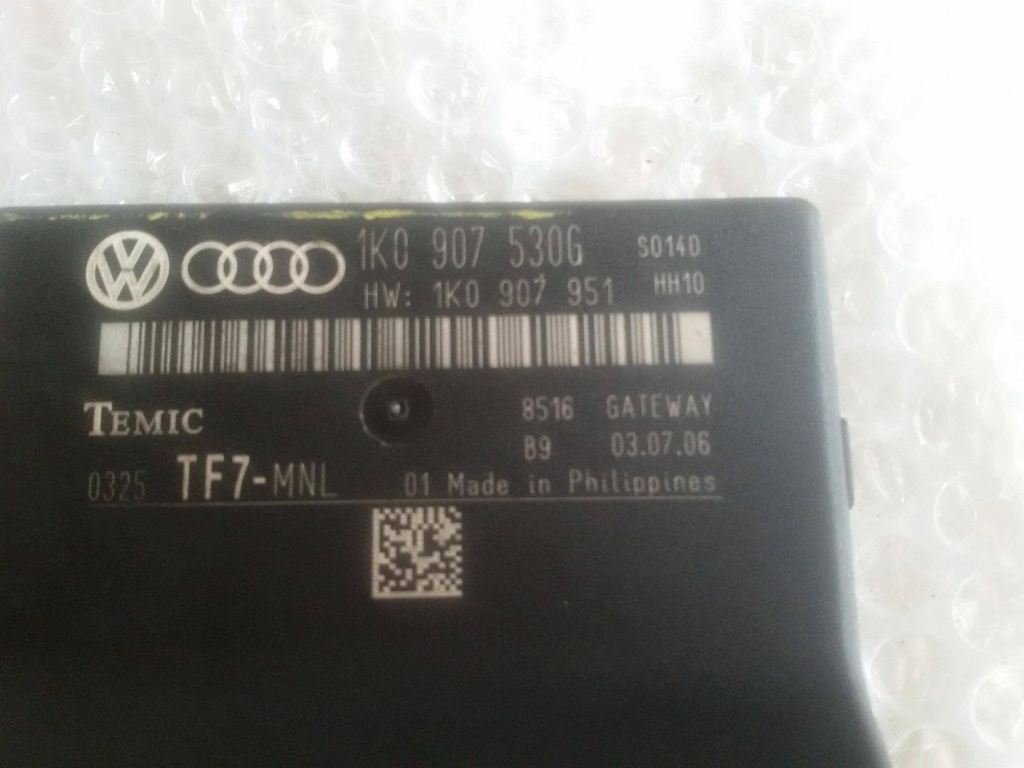 1K0 907 530G S0140
HW: 1K0 907 951 HH10
TEMIC 8516 GATEWAY
B9 03.07.06
0325 TF7-MNL 01 Made in Philippines